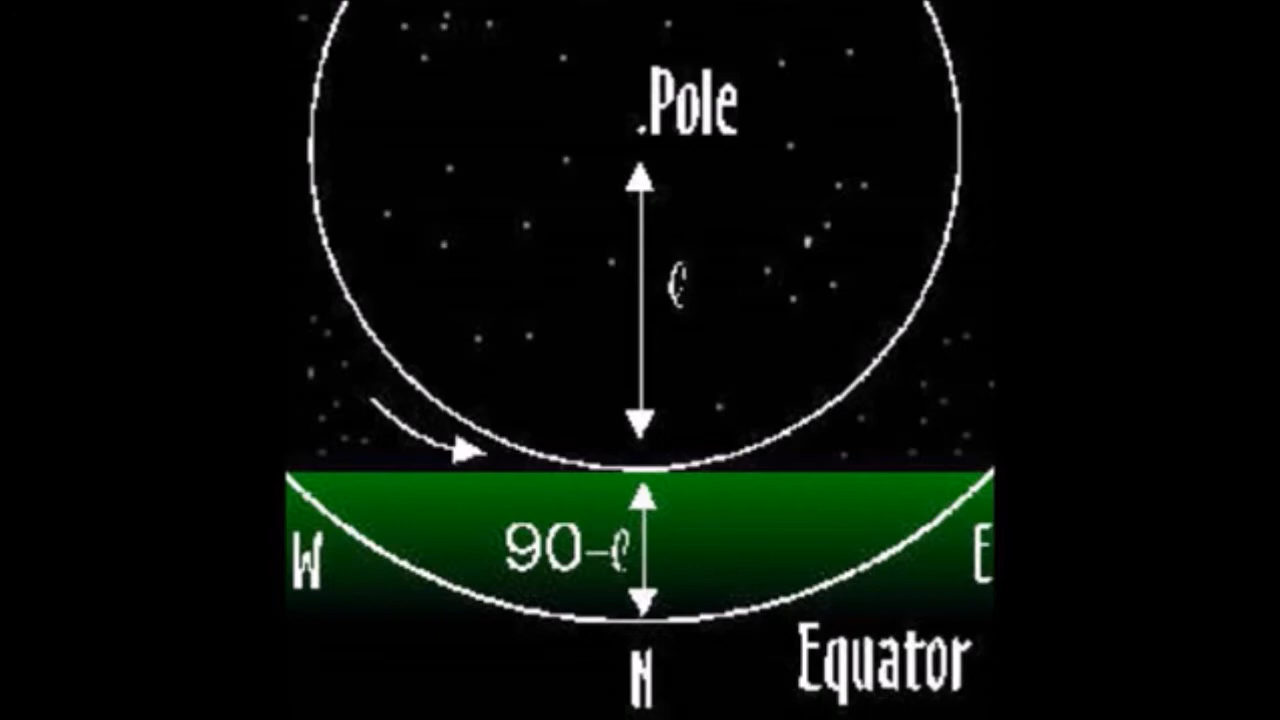 .Pole
ℓ
90-ℓ
W
E
N
Equator